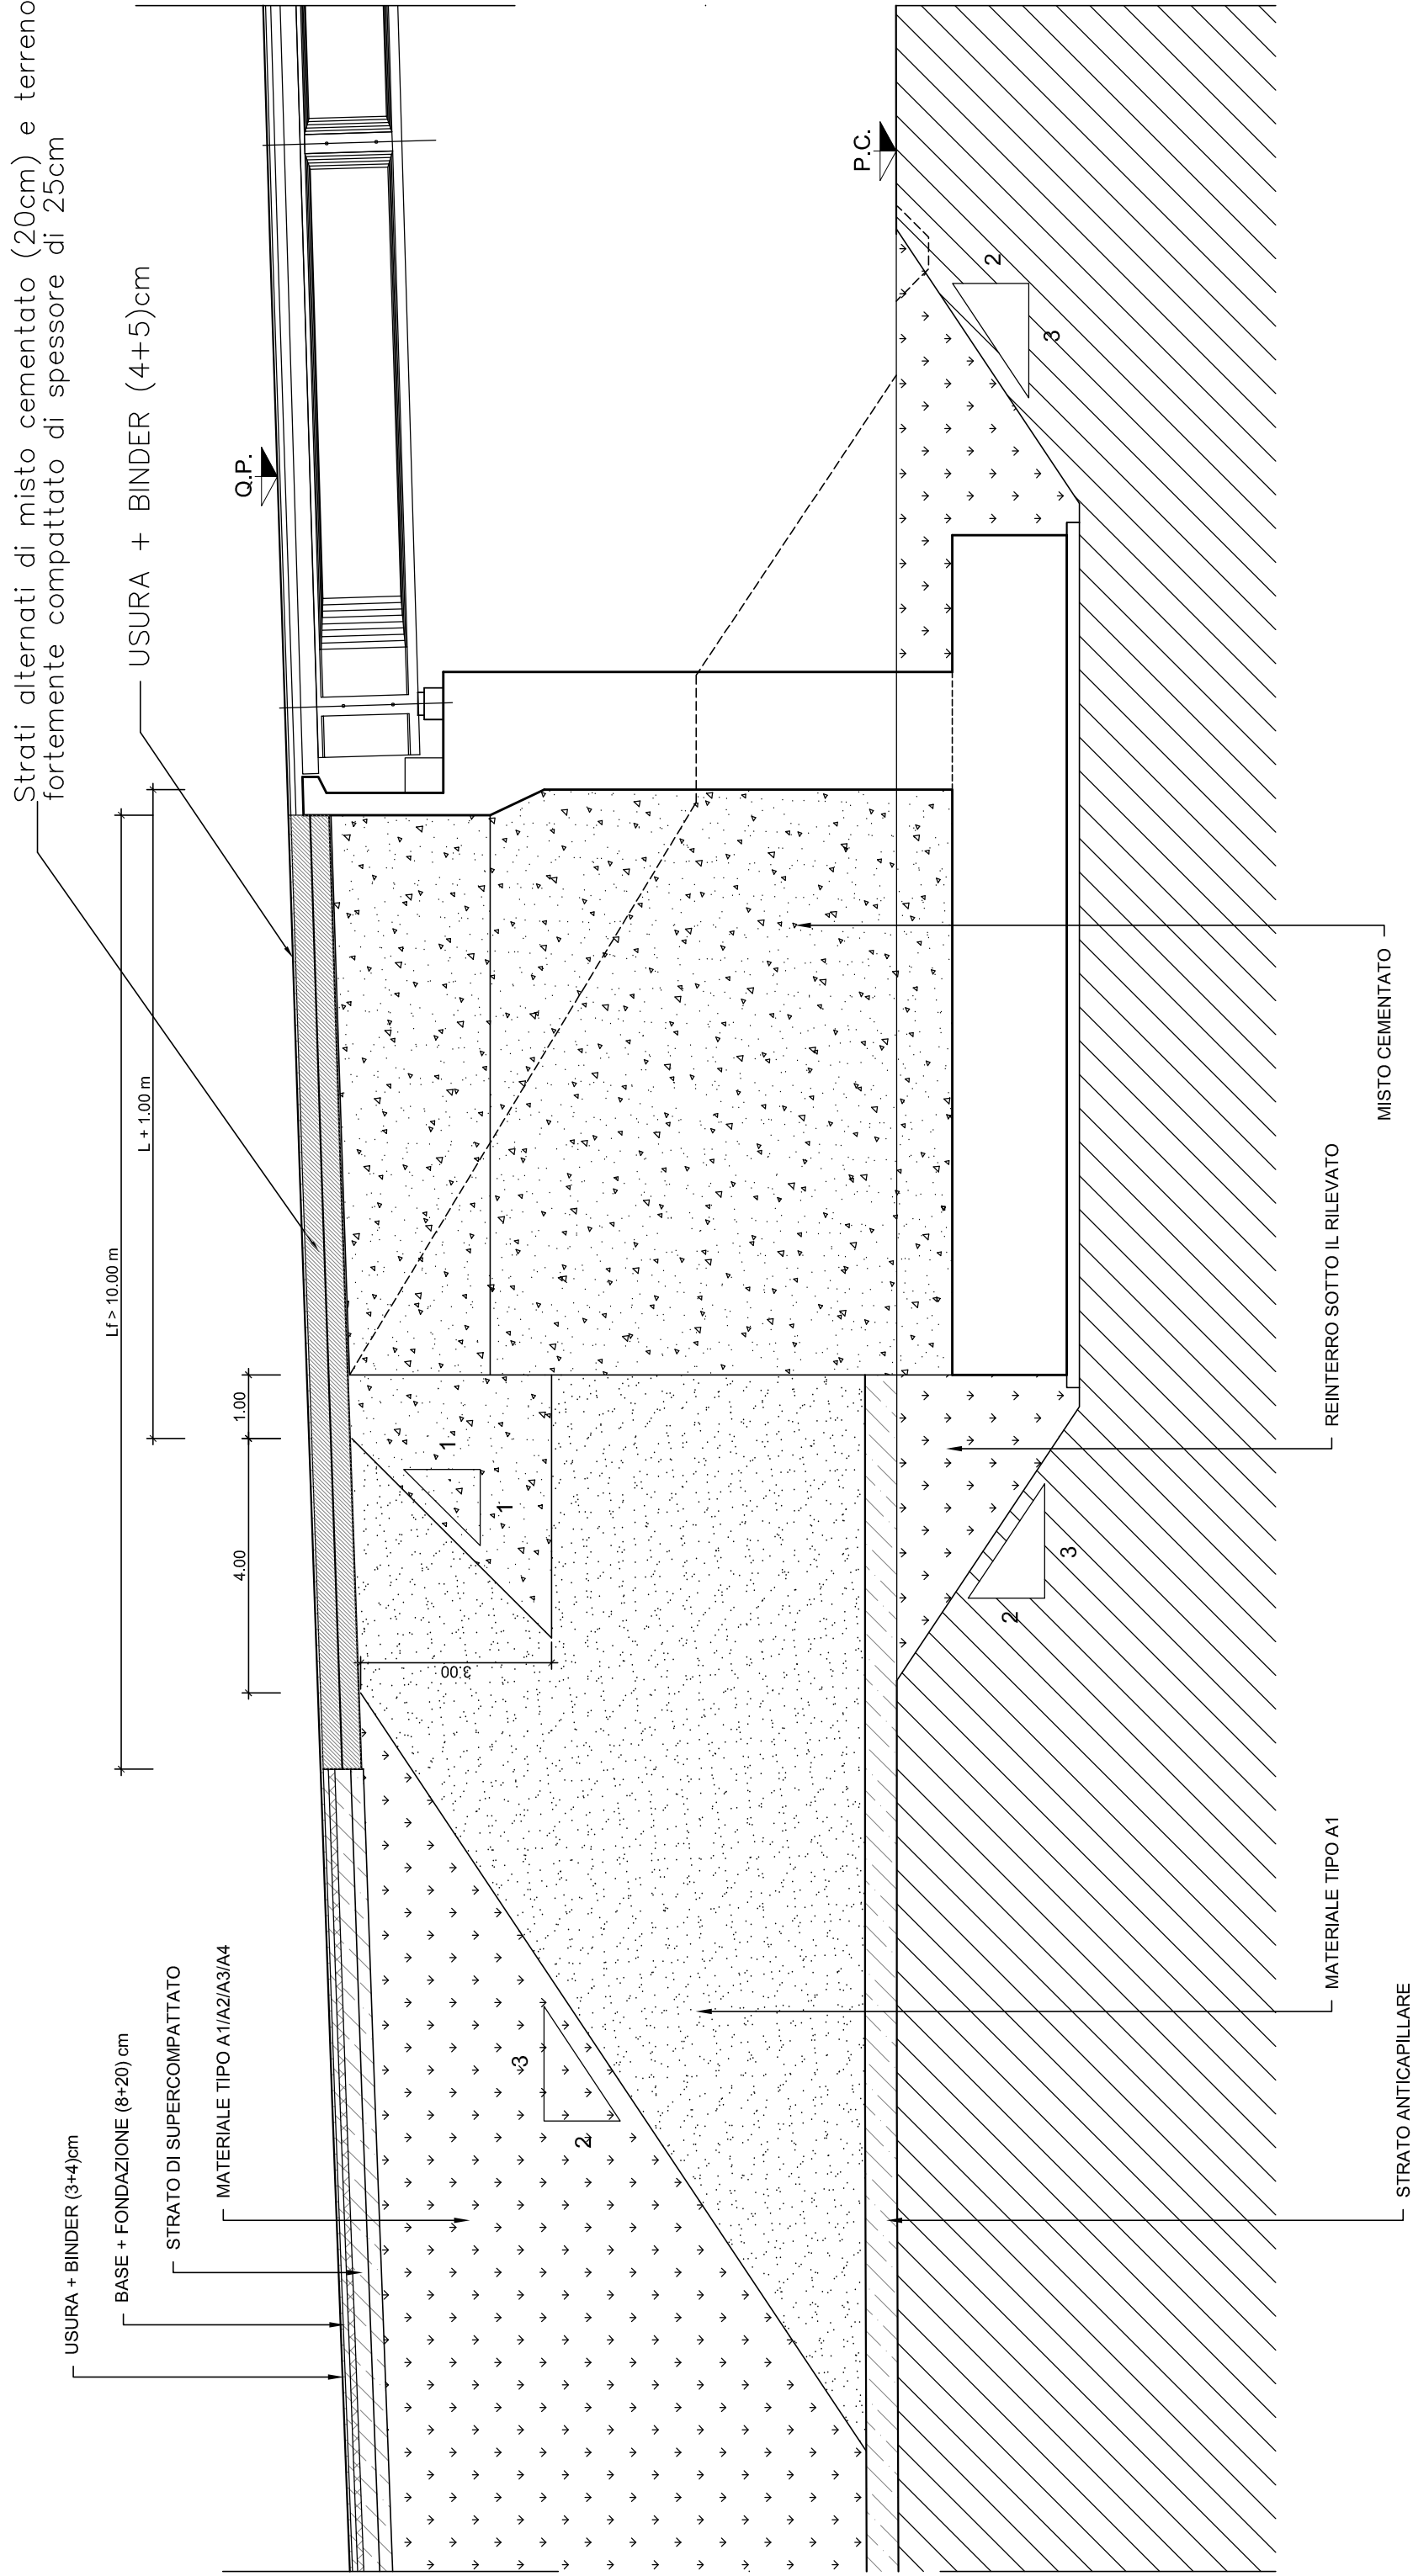 Strati alternati di misto cementato (20cm) e terreno
fortemente compattato di spessore di 25cm
USURA + BINDER (4+5)cm
Q.P.
P.C.
Lf > 10.00 m
L + 1.00 m
1.00
4.00
3.00
1
1
2
3
2
3
3
2
USURA + BINDER (3+4)cm
BASE + FONDAZIONE (8+20) cm
STRATO DI SUPERCOMPATTATO
MATERIALE TIPO A1/A2/A3/A4
MISTO CEMENTATO
REINTERRO SOTTO IL RILEVATO
MATERIALE TIPO A1
STRATO ANTICAPILLARE